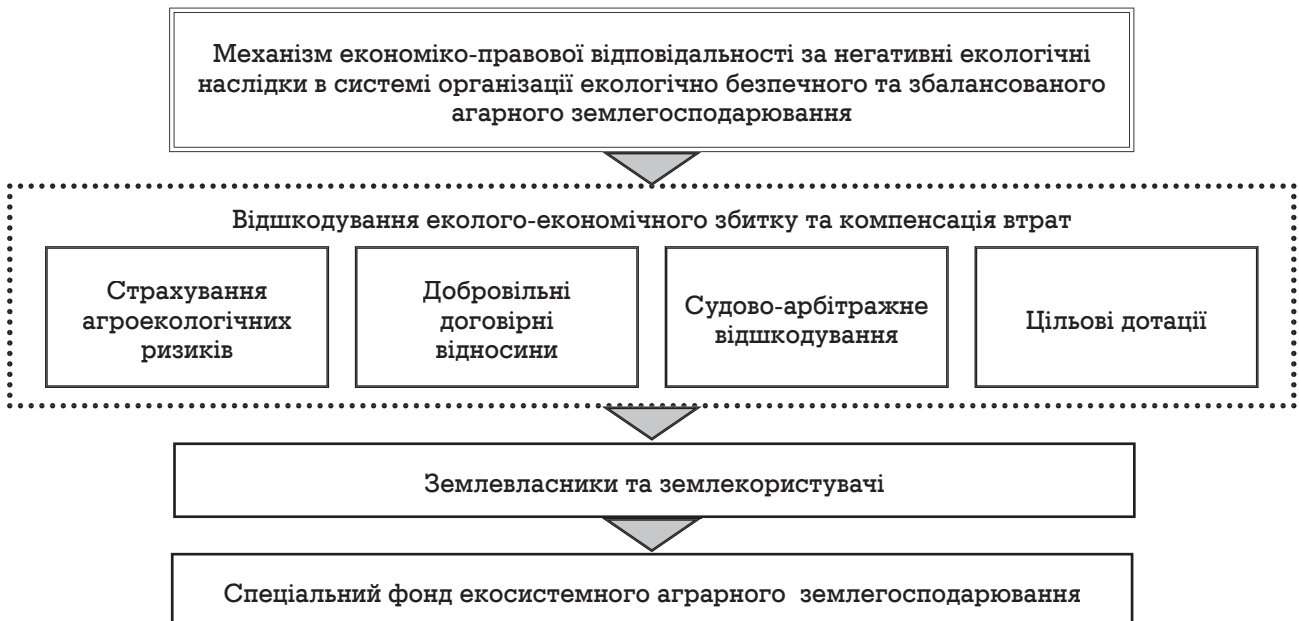 Механізм економіко-правової відповідальності за негативні екологічні
наслідки в системі організації екологічно безпечного та збалансованого
агарного землегосподарювання
Відшкодування еколого-економічного збитку та компенсація втрат
Страхування
агроекологічних
ризиків
Добровільні
договірні
відносини
Судово-арбітражне
відшкодування
Цільові дотації
Землевласники та землекористувачі
Спеціальний фонд екосистемного аграрного землегосподарювання